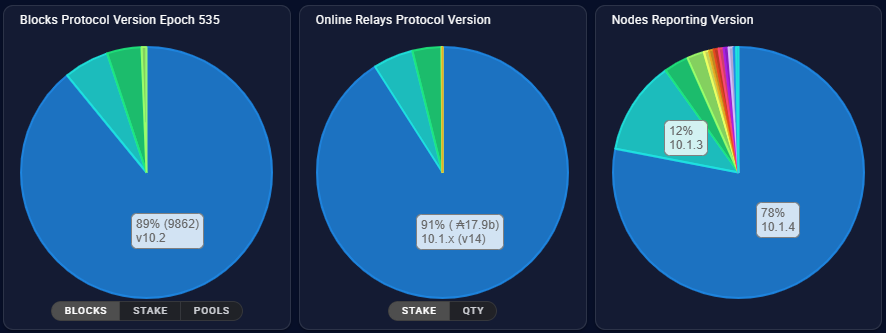 Blocks Protocol Version Epoch 535
89% (9862)
v10.2
BLOCKS STAKE POOLS
Online Relays Protocol Version
91% ( ₳17.9b)
10.1.x (v14)
STAKE QTY
Nodes Reporting Version
12%
10.1.3
78%
10.1.4